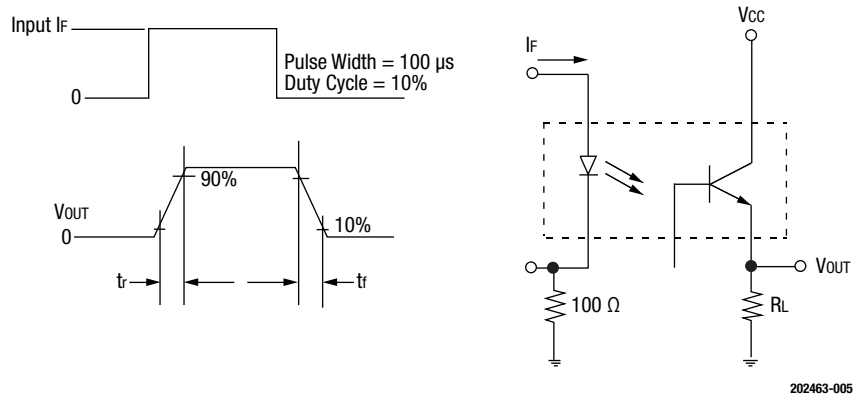 Input IF
0
Pulse Width = 100 µs
Duty Cycle = 10%
90%
VOUT
0
10%
tr
tf
VCC
IF
VOUT
100 Ω
RL
202463-005